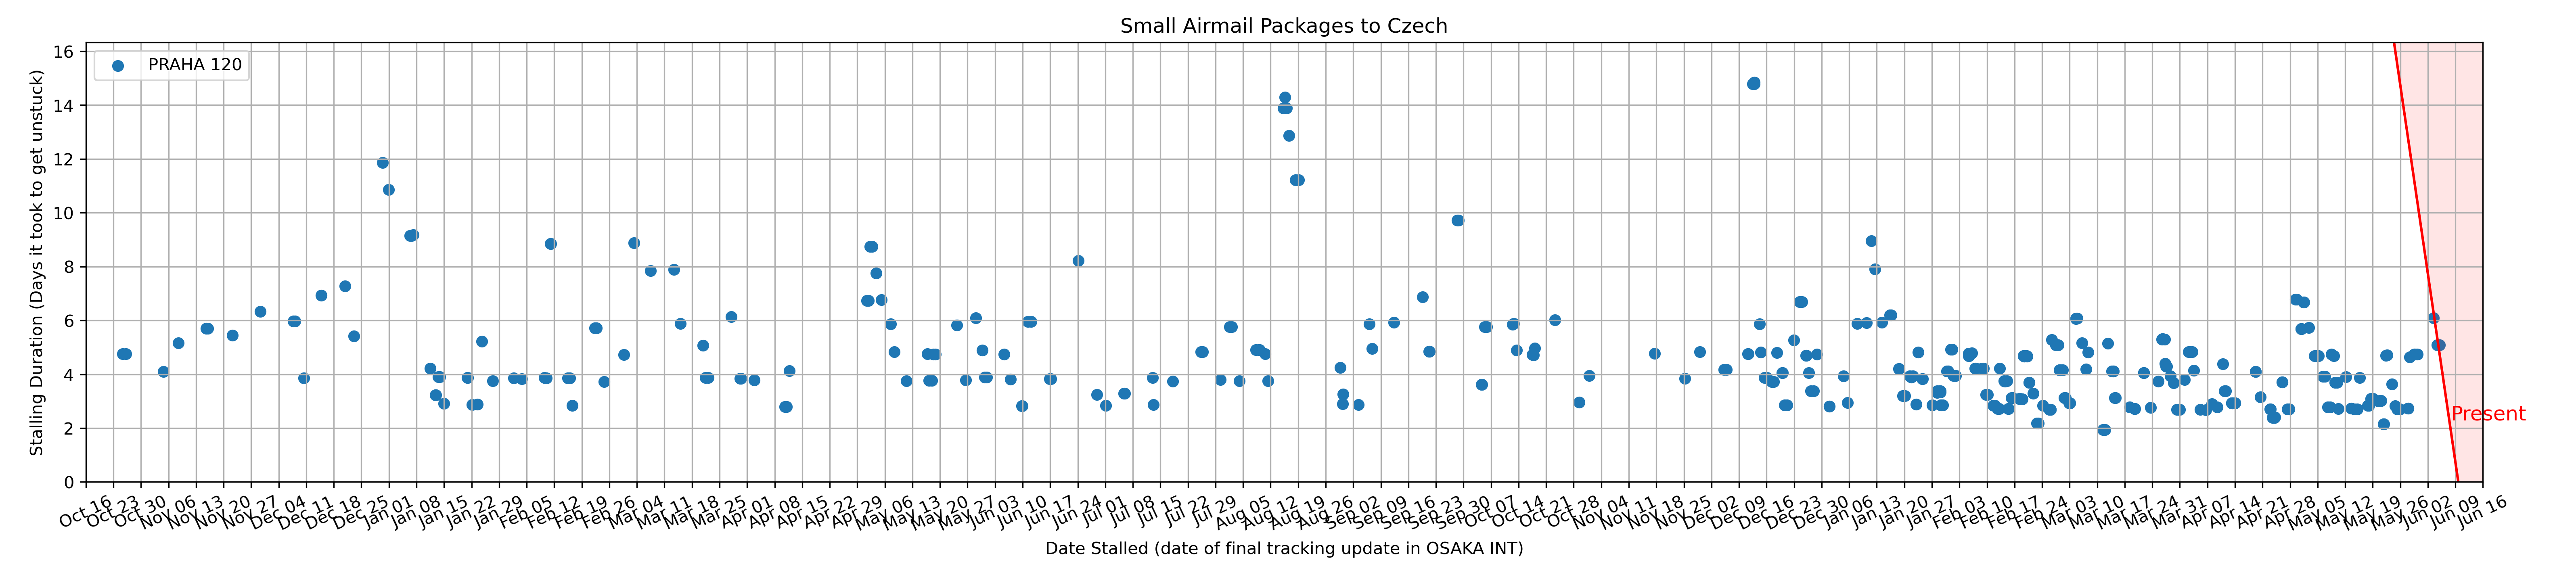 Small Airmail Packages to Czech
PRAHA 120
Stalling Duration (Days it took to get unstuck)
16
14
12
10
8
6
4
2
0
Present
Oct 16 Oct 23 Oct 30 Nov 06 Nov 13 Nov 20 Nov 27 Dec 04 Dec 11 Dec 18 Dec 25 Jan 01 Jan 08 Jan 15 Jan 22 Jan 29 Feb 05 Feb 12 Feb 19 Feb 26 Mar 04 Mar 11 Mar 18 Mar 25 Apr 01 Apr 08 Apr 15 Apr 22 Apr 29 May 06 May 13 May 20 May 27 Jun 03 Jun 10 Jun 17 Jun 24 Jul 01 Jul 08 Jul 15 Jul 22 Jul 29 Aug 05 Aug 12 Aug 19 Aug 26 Sep 02 Sep 09 Sep 16 Sep 23 Sep 30 Oct 07 Oct 14 Oct 21 Oct 28 Nov 04 Nov 11 Nov 18 Nov 25 Dec 02 Dec 09 Dec 16 Dec 23 Dec 30 Jan 06 Jan 13 Jan 20 Jan 27 Feb 03 Feb 10 Feb 17 Feb 24 Mar 03 Mar 10 Mar 17 Mar 24 Mar 31 Apr 07 Apr 14 Apr 21 Apr 28 May 05 May 12 May 19 May 26 Jun 02 Jun 09 Jun 16
Date Stalled (date of final tracking update in OSAKA INT)